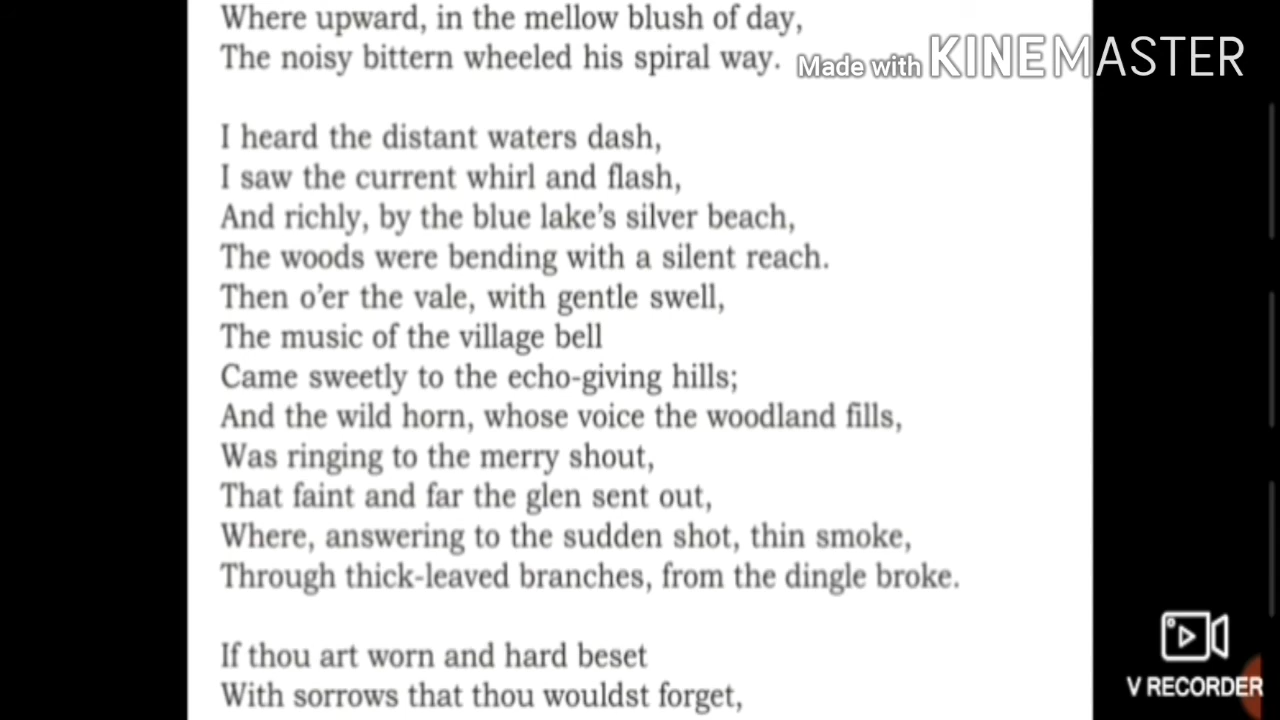 Where upward, in the mellow blush of day,
The noisy bittern wheeled his spiral way.
Made with KINEMASTER
I heard the distant waters dash,
I saw the current whirl and flash,
And richly, by the blue lake's silver beach,
The woods were bending with a silent reach.
Then o'er the vale, with gentle swell,
The music of the village bell
Came sweetly to the echo-giving hills;
And the wild horn, whose voice the woodland fills,
Was ringing to the merry shout,
That faint and far the glen sent out,
Where, answering to the sudden shot, thin smoke,
Through thick-leaved branches, from the dingle broke.
If thou art worn and hard beset
With sorrows that thou wouldst forget,
V RECORDER